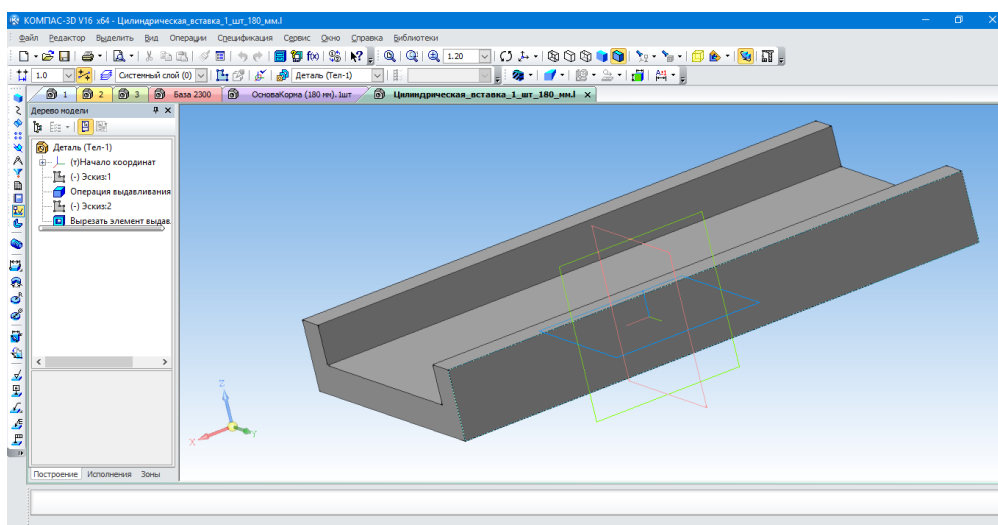 КОМПАС-3D V16 x64 - Цилиндрическая_вставка_1_шт_180_мм.l
Файл Редактор Выделить Вид Операции Спецификация Сервис Окно Справка Библиотеки
1.20
1.0 Системный слой (0) Деталь (Тел-1)
1 2 3 База 2300 ОсноваКорма (180 мм). 1шт Цилиндрическая_вставка_1_шт_180_мм.l
Дерево модели
Деталь (Тел-1)
(т)Начало координат
(-) Эскиз:1
Операция выдавливания
(-) Эскиз:2
Вырезать элемент выдав
Z
X
Y
Построение Исполнения Зоны